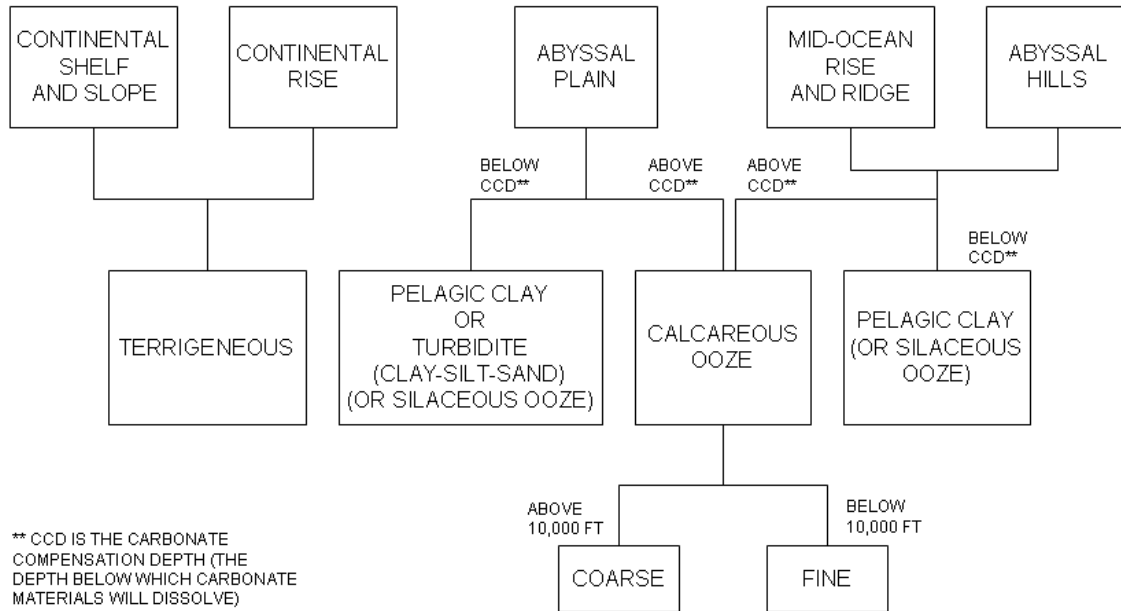 CONTINENTAL
SHELF
AND SLOPE
CONTINENTAL
RISE
ABYSSAL
PLAIN
MID-OCEAN
RISE
AND RIDGE
ABYSSAL
HILLS
BELOW
CCD**
ABOVE
CCD**
ABOVE
CCD**
BELOW
CCD**
TERRIGENEOUS
PELAGIC CLAY
OR
TURBIDITE
(CLAY-SILT-SAND)
(OR SILACEOUS OOZE)
CALCAREOUS
OOZE
PELAGIC CLAY
(OR SILACEOUS
OOZE)
ABOVE
10,000 FT
BELOW
10,000 FT
COARSE
FINE
** CCD IS THE CARBONATE
COMPENSATION DEPTH (THE
DEPTH BELOW WHICH CARBONATE
MATERIALS WILL DISSOLVE)